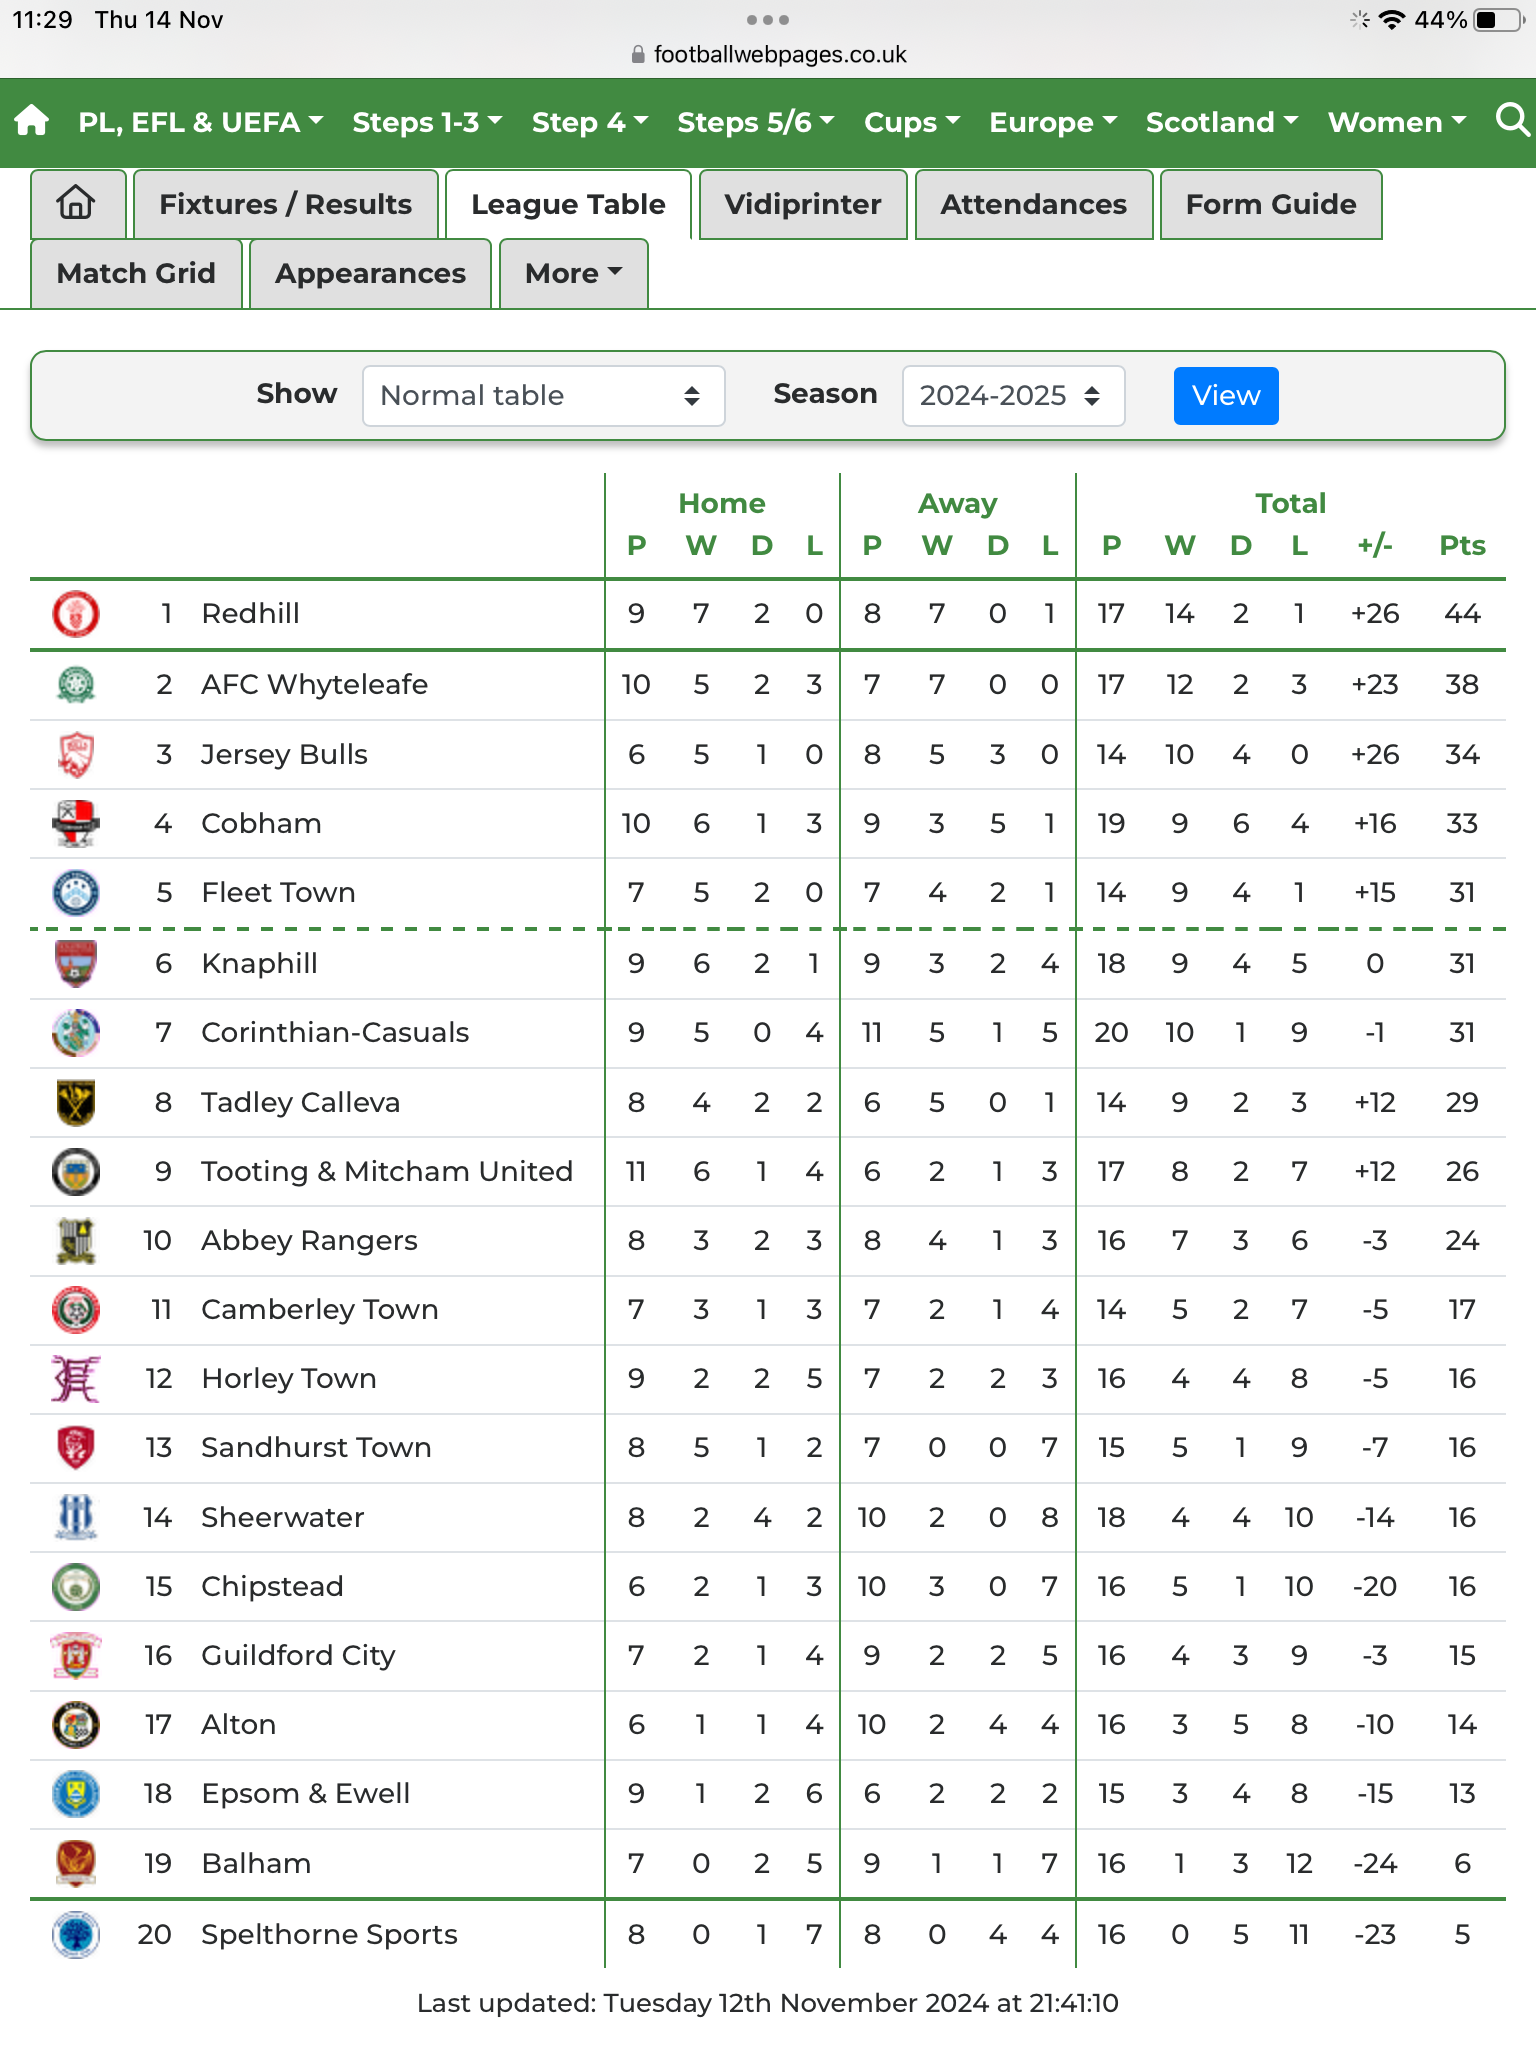 11:29 Thu 14 Nov 44%
footballwebpages.co.uk
PL, EFL & UEFA Steps 1-3 Step 4 Steps 5/6 Cups Europe Scotland Women
Fixtures / Results League Table Vidiprinter Attendances Form Guide
Match Grid Appearances More
Show Normal table Season 2024-2025 View
Home Away Total
P W D L P W D L P W D L +/- Pts
1 Redhill 9 7 2 0 8 7 0 1 17 14 2 1 +26 44
2 AFC Whyteleafe 10 5 2 3 7 7 0 0 17 12 2 3 +23 38
3 Jersey Bulls 6 5 1 0 8 5 3 0 14 10 4 0 +26 34
4 Cobham 10 6 1 3 9 3 5 1 19 9 6 4 +16 33
5 Fleet Town 7 5 2 0 7 4 2 1 14 9 4 1 +15 31
6 Knaphill 9 6 2 1 9 3 2 4 18 9 4 5 0 31
7 Corinthian-Casuals 9 5 0 4 11 5 1 5 20 10 1 9 -1 31
8 Tadley Calleva 8 4 2 2 6 5 0 1 14 9 2 3 +12 29
9 Tooting & Mitcham United 11 6 1 4 6 2 1 3 17 8 2 7 +12 26
10 Abbey Rangers 8 3 2 3 8 4 1 3 16 7 3 6 -3 24
11 Camberley Town 7 3 1 3 7 2 1 4 14 5 2 7 -5 17
12 Horley Town 9 2 2 5 7 2 2 3 16 4 4 8 -5 16
13 Sandhurst Town 8 5 1 2 7 0 0 7 15 5 1 9 -7 16
14 Sheerwater 8 2 4 2 10 2 0 8 18 4 4 10 -14 16
15 Chipstead 6 2 1 3 10 3 0 7 16 5 1 10 -20 16
16 Guildford City 7 2 1 4 9 2 2 5 16 4 3 9 -3 15
17 Alton 6 1 1 4 10 2 4 4 16 3 5 8 -10 14
18 Epsom & Ewell 9 1 2 6 6 2 2 2 15 3 4 8 -15 13
19 Balham 7 0 2 5 9 1 1 7 16 1 3 12 -24 6
20 Spelthorne Sports 8 0 1 7 8 0 4 4 16 0 5 11 -23 5
Last updated: Tuesday 12th November 2024 at 21:41:10